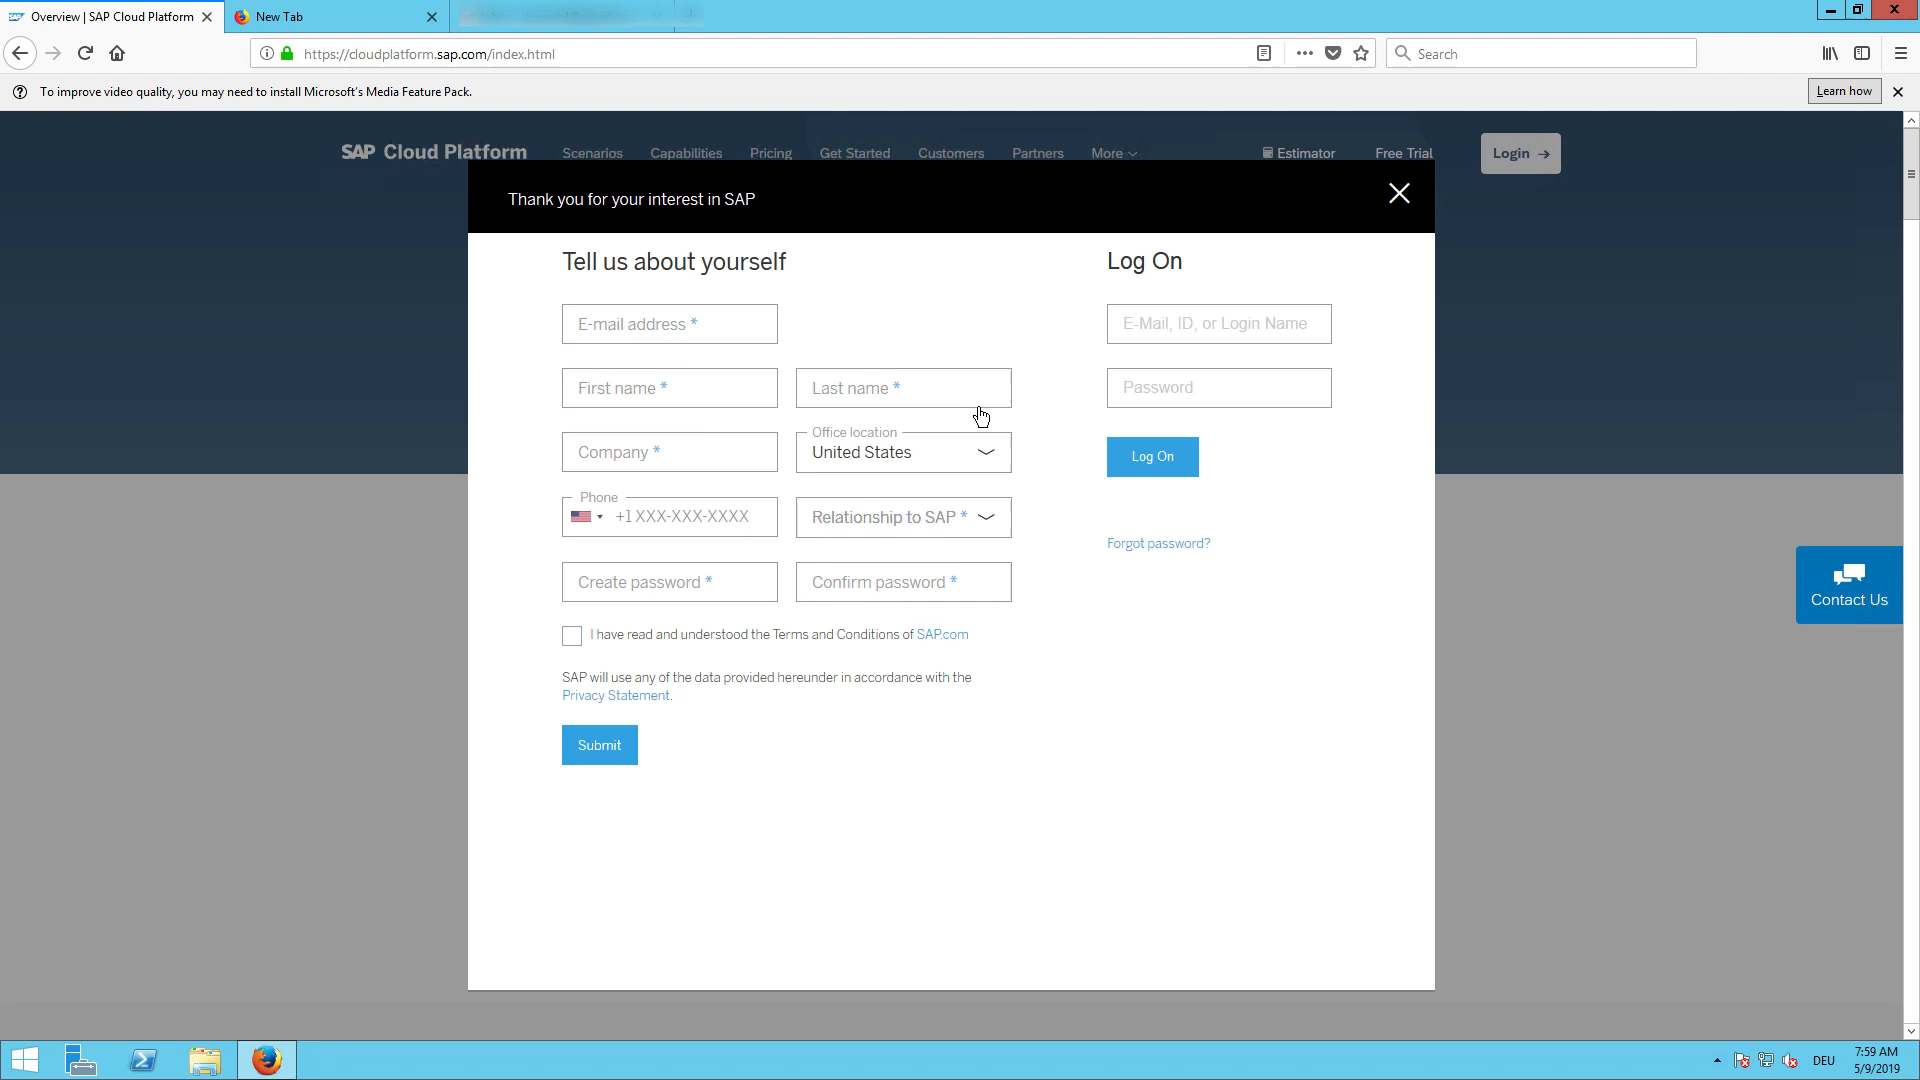 Overview | SAP Cloud Platform
New Tab
https://cloudplatform.sap.com/index.html
Search
To improve video quality, you may need to install Microsoft's Media Feature Pack.
Learn how
SAP Cloud Platform Scenarios Capabilities Pricing Get Started Customers Partners More Estimator Free Trial Login →
Thank you for your interest in SAP
Tell us about yourself
E-mail address *
First name * Last name *
Company *
Office location
United States
Phone
+1 XXX-XXX-XXXX
Relationship to SAP *
Create password * Confirm password *
I have read and understood the Terms and Conditions of SAP.com
SAP will use any of the data provided hereunder in accordance with the
Privacy Statement.
Submit
Log On
E-Mail, ID, or Login Name
Password
Log On
Forgot password?
Contact Us
DEU
7:59 AM
5/9/2019